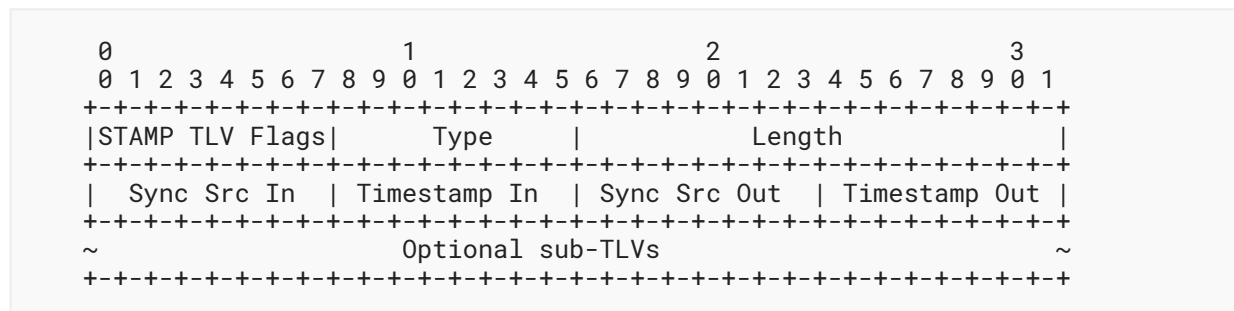 0                   1                   2                   3
 0 1 2 3 4 5 6 7 8 9 0 1 2 3 4 5 6 7 8 9 0 1 2 3 4 5 6 7 8 9 0 1
+-+-+-+-+-+-+-+-+-+-+-+-+-+-+-+-+-+-+-+-+-+-+-+-+-+-+-+-+-+-+-+-+
|STAMP TLV Flags|      Type     |           Length              |
+-+-+-+-+-+-+-+-+-+-+-+-+-+-+-+-+-+-+-+-+-+-+-+-+-+-+-+-+-+-+-+-+
|  Sync Src In  | Timestamp In  | Sync Src Out  | Timestamp Out |
+-+-+-+-+-+-+-+-+-+-+-+-+-+-+-+-+-+-+-+-+-+-+-+-+-+-+-+-+-+-+-+-+
~                    Optional sub-TLVs                          ~
+-+-+-+-+-+-+-+-+-+-+-+-+-+-+-+-+-+-+-+-+-+-+-+-+-+-+-+-+-+-+-+-+